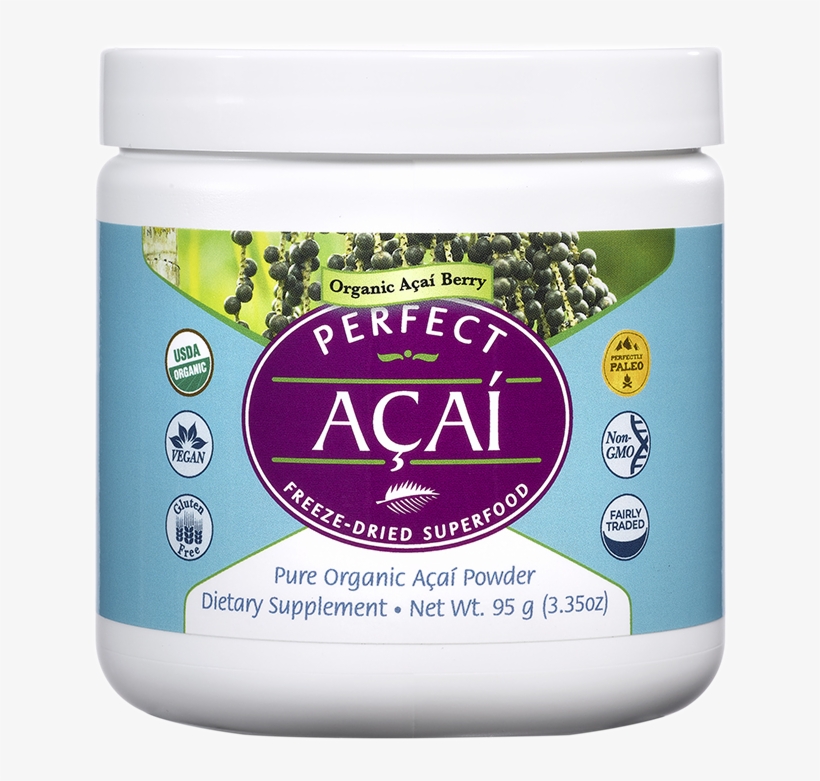 Organic Açaí Berry
PERFECT
AÇAÍ
FREEZE-DRIED SUPERFOOD
USDA
ORGANIC
VEGAN
Gluten
Free
PERFECTLY
PALEO
Non-
GMO
FAIRLY
TRADED
Pure Organic Açaí Powder
Dietary Supplement • Net Wt. 95 g (3.35oz)